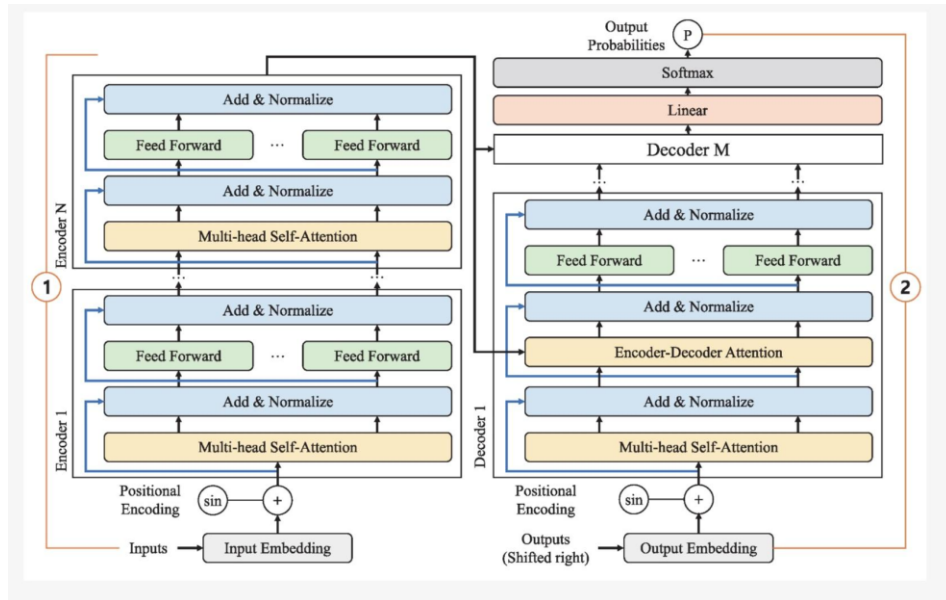 Output
Probabilities
P
Softmax
Linear
Decoder M
...
...
Encoder N
Add & Normalize
Feed Forward ... Feed Forward
Add & Normalize
Multi-head Self-Attention
...
...
1
Encoder 1
Add & Normalize
Feed Forward ... Feed Forward
Add & Normalize
Multi-head Self-Attention
Positional
Encoding
sin
+
Inputs
Input Embedding
Decoder 1
Add & Normalize
Feed Forward ... Feed Forward
Add & Normalize
Encoder-Decoder Attention
Add & Normalize
Multi-head Self-Attention
2
Positional
Encoding
sin
+
Outputs
(Shifted right)
Output Embedding